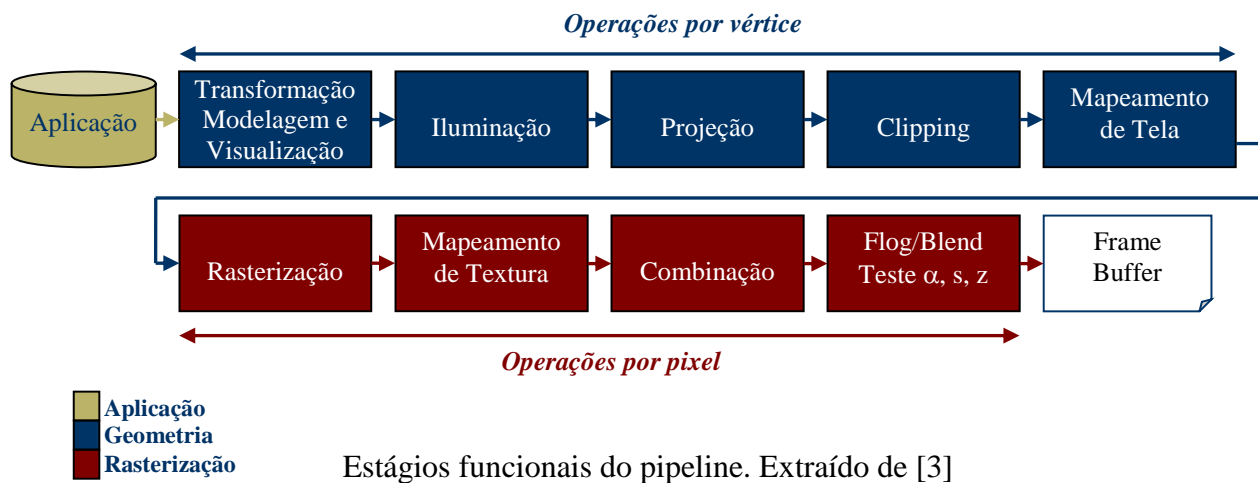 Operações por vértice
Aplicação
Transformação
Modelagem e
Visualização
Iluminação
Projeção
Clipping
Mapeamento
de Tela
Rasterização
Mapeamento
de Textura
Combinação
Flog/Blend
Teste α, s, z
Frame
Buffer
Operações por pixel
Aplicação
Geometria
Rasterização
Estágios funcionais do pipeline. Extraído de [3]